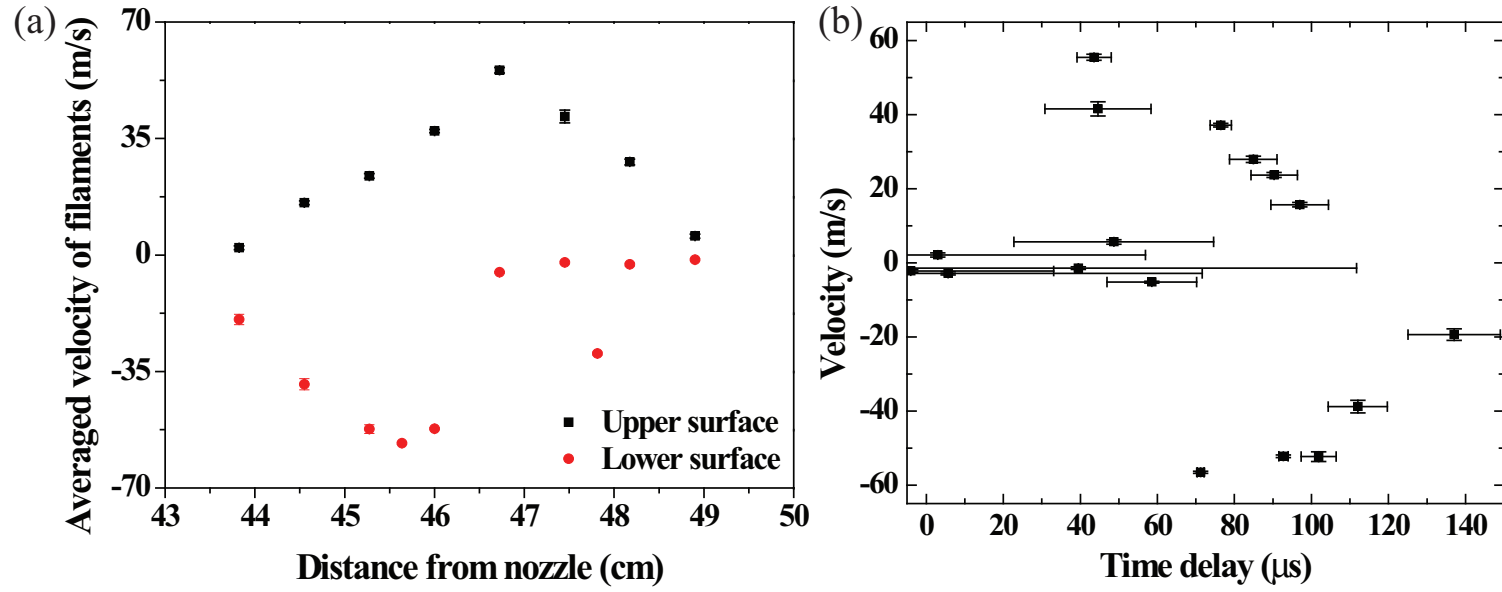 (a)
Averaged velocity of filaments (m/s)
70
35
0
-35
-70
43 44 45 46 47 48 49 50
Distance from nozzle (cm)
Upper surface
Lower surface
(b)
Velocity (m/s)
60
40
20
0
-20
-40
-60
0 20 40 60 80 100 120 140
Time delay (μs)